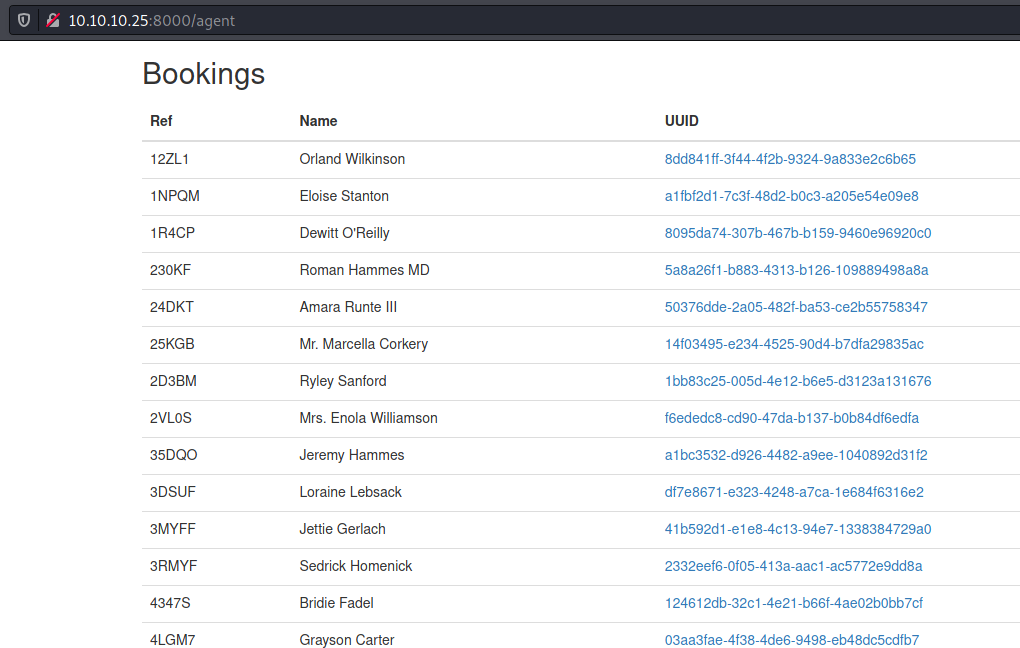 10.10.10.25:8000/agent
Bookings
Ref Name UUID
12ZL1 Orland Wilkinson 8dd841ff-3f44-4f2b-9324-9a833e2c6b65
1NPQM Eloise Stanton a1fbf2d1-7c3f-48d2-b0c3-a205e54e09e8
1R4CP Dewitt O'Reilly 8095da74-307b-467b-b159-9460e96920c0
230KF Roman Hammes MD 5a8a26f1-b883-4313-b126-109889498a8a
24DKT Amara Runte III 50376dde-2a05-482f-ba53-ce2b55758347
25KGB Mr. Marcella Corkery 14f03495-e234-4525-90d4-b7dfa29835ac
2D3BM Ryley Sanford 1bb83c25-005d-4e12-b6e5-d3123a131676
2VL0S Mrs. Enola Williamson f6ededc8-cd90-47da-b137-b0b84df6edfa
35DQO Jeremy Hammes a1bc3532-d926-4482-a9ee-1040892d31f2
3DSUF Loraine Lebsack df7e8671-e323-4248-a7ca-1e684f6316e2
3MYFF Jettie Gerlach 41b592d1-e1e8-4c13-94e7-1338384729a0
3RMYF Sedrick Homenick 2332eef6-0f05-413a-aac1-ac5772e9dd8a
4347S Bridie Fadel 124612db-32c1-4e21-b66f-4ae02b0bb7cf
4LGM7 Grayson Carter 03aa3fae-4f38-4de6-9498-eb48dc5cdfb7